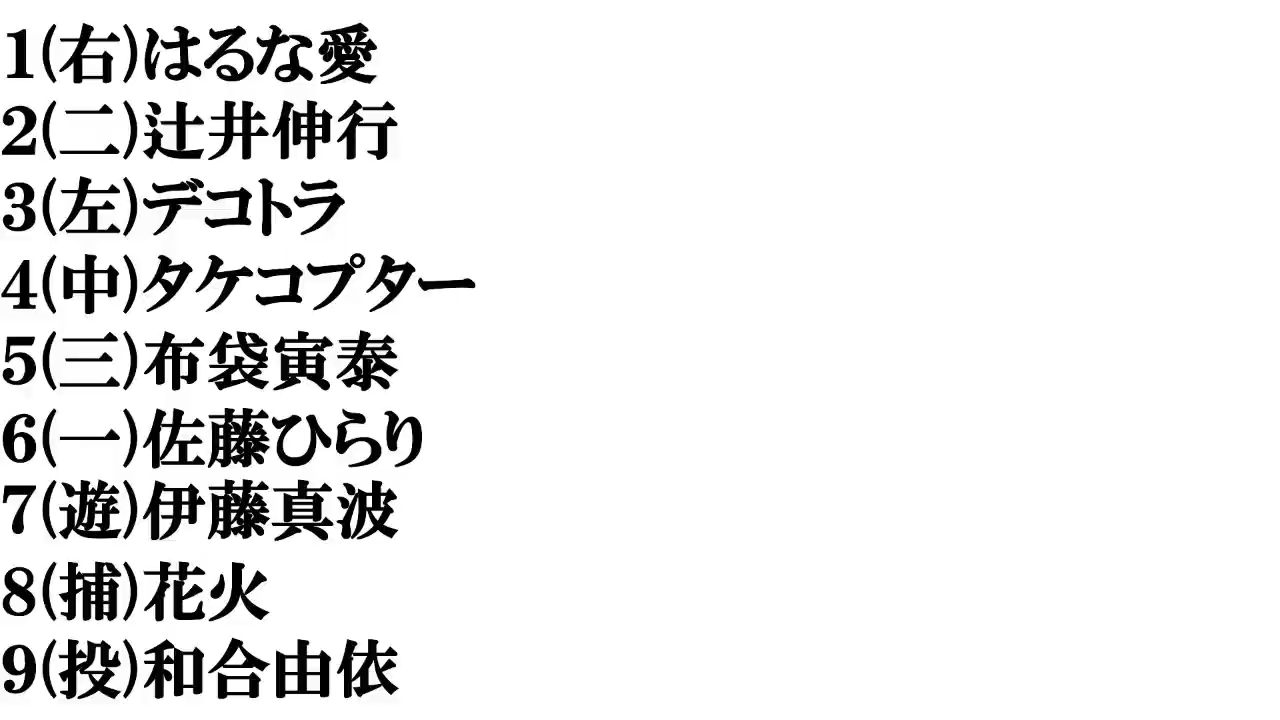 1(右)はるな愛
2(二)辻井伸行
3(左)デコトラ
4(中)タケコプター
5(三)布袋寅泰
6(一)佐藤ひらり
7(遊)伊藤真波
8(捕)花火
9(投)和合由依